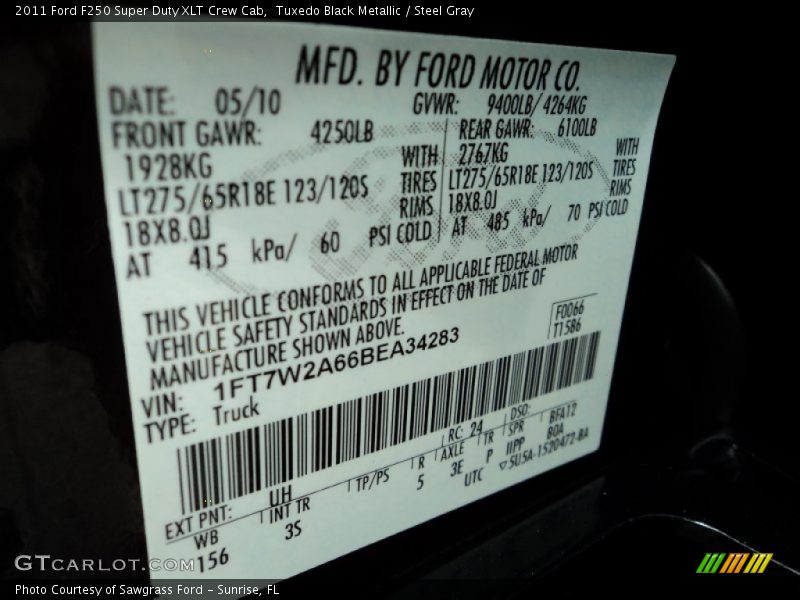 2011 Ford F250 Super Duty XLT Crew Cab,  Tuxedo Black Metallic / Steel Gray
MFD. BY FORD MOTOR CO.
DATE: 05/10 GVWR: 9400LB/ 4264KG
FRONT GAWR: 4250LB REAR GAWR: 6100LB
1928KG WITH 2767KG WITH
LT275/65R18E 123/120S TIRES LT275/65R18E 123/120S TIRES
18X8.0J RIMS 18X8.0J RIMS
AT 415 kPa/ 60 PSI COLD AT 485 kPa/ 70 PSI COLD
THIS VEHICLE CONFORMS TO ALL APPLICABLE FEDERAL MOTOR
VEHICLE SAFETY STANDARDS IN EFFECT ON THE DATE OF
MANUFACTURE SHOWN ABOVE.
F0066
T1586
VIN: 1FT7W2A66BEA34283
TYPE: Truck
EXT PNT: UH RC: 24 DSO:
WB INT TR TP/PS R AXLE TR SPR BFA12
156 3S 5 3E P IIPP BOA
UTC ▽5U5A-1520472-BA
GTCARLOT.COM
Photo Courtesy of Sawgrass Ford - Sunrise, FL